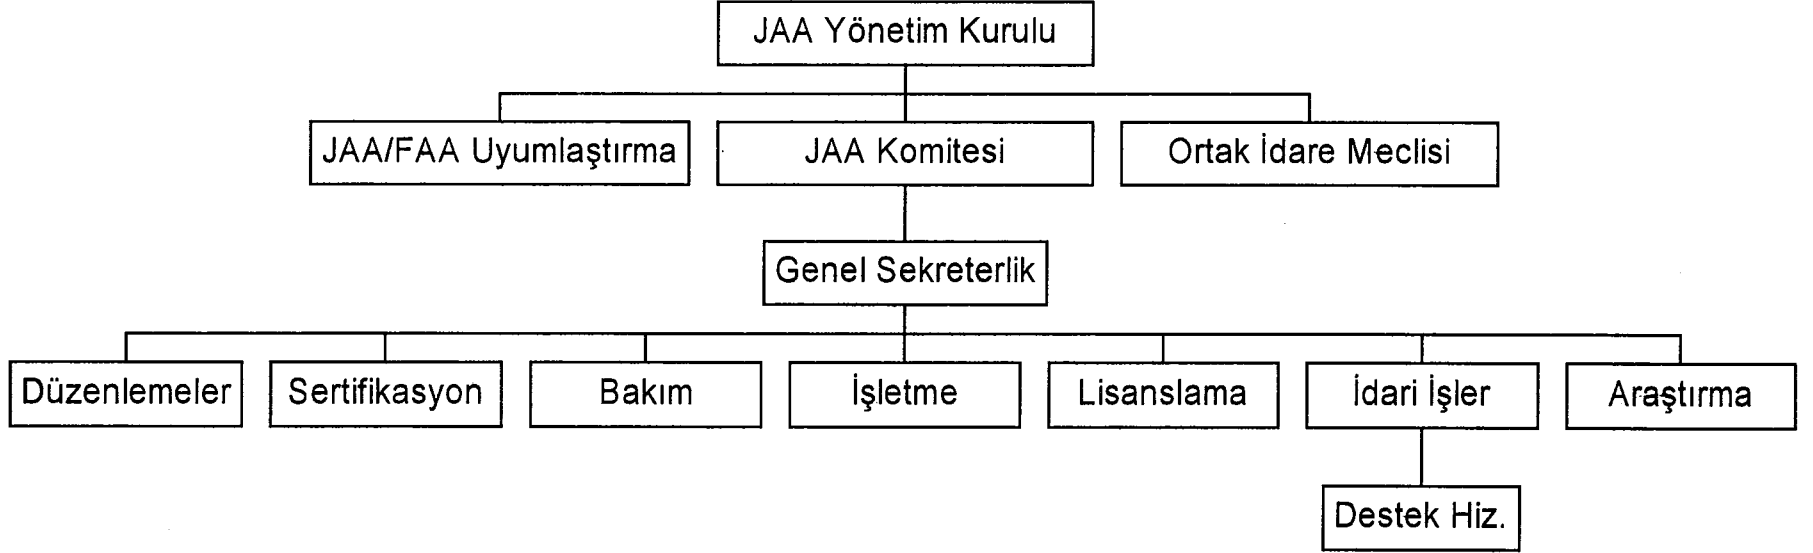 JAA Yönetim Kurulu
JAA/FAA Uyumlaştırma
JAA Komitesi
Ortak İdare Meclisi
Genel Sekreterlik
Düzenlemeler
Sertifikasyon
Bakım
İşletme
Lisanslama
İdari İşler
Araştırma
Destek Hiz.